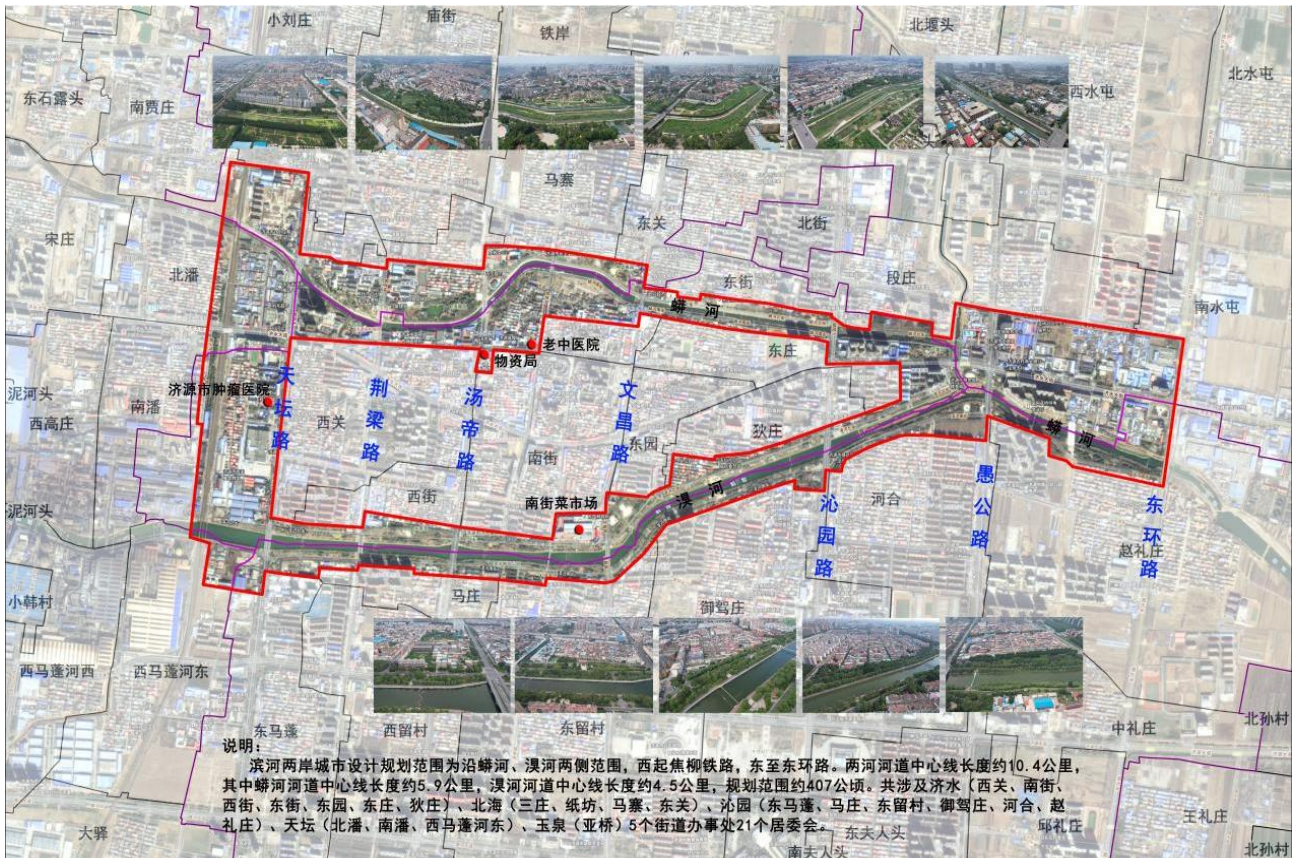 小刘庄
庙街
铁岸
北堰头
北水屯
东石露头
南贾庄
西水屯
马寨
东关
北街
宋庄
北潘
东街
段庄
南水屯
蟒河
老中医院
物资局
东庄
济源市肿瘤医院
天坛路
荆梁路
汤帝路
文昌路
泥河头
西高庄
南潘
西关
南街
东园
狄庄
蟒河
西街
南街菜市场
溴河
沁园路
河合
愚公路
东环路
泥河头
赵礼庄
小韩村
马庄
御驾庄
西马蓬河西
西马蓬河东
东马蓬
西留村
东留村
中礼庄
北孙村
说明:
滨河两岸城市设计规划范围为沿蟒河、溴河两侧范围,西起焦柳铁路,东至东环路。两河河道中心线长度约10.4公里,
其中蟒河河道中心线长度约5.9公里,溴河河道中心线长度约4.5公里,规划范围约407公顷。共涉及济水(西关、南街、
西街、东街、东园、东庄、狄庄)、北海(三庄、纸坊、马寨、东关)、沁园(东马蓬、马庄、东留村、御驾庄、河合、赵
礼庄)、天坛(北潘、南潘、西马蓬河东)、玉泉(亚桥)5个街道办事处21个居委会。
大驿
东夫人头
南夫人头
邱礼庄
王礼庄
北孙村